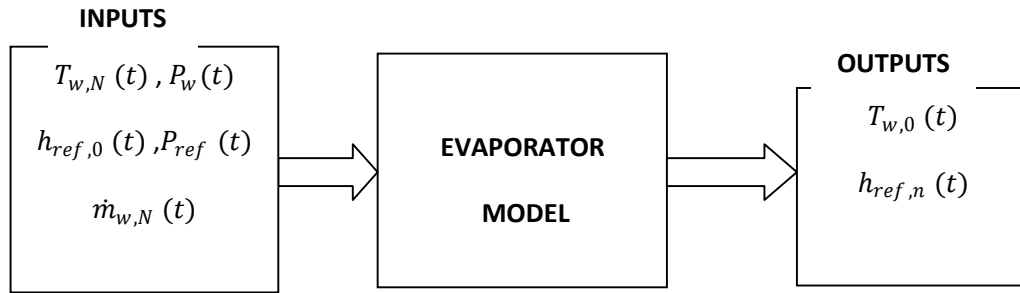 INPUTS
T_{w,N} (t) , P_w(t)
h_{ref,0} (t) ,P_{ref} (t)
ṁ_{w,N} (t)
EVAPORATOR
MODEL
OUTPUTS
T_{w,0} (t)
h_{ref,n} (t)